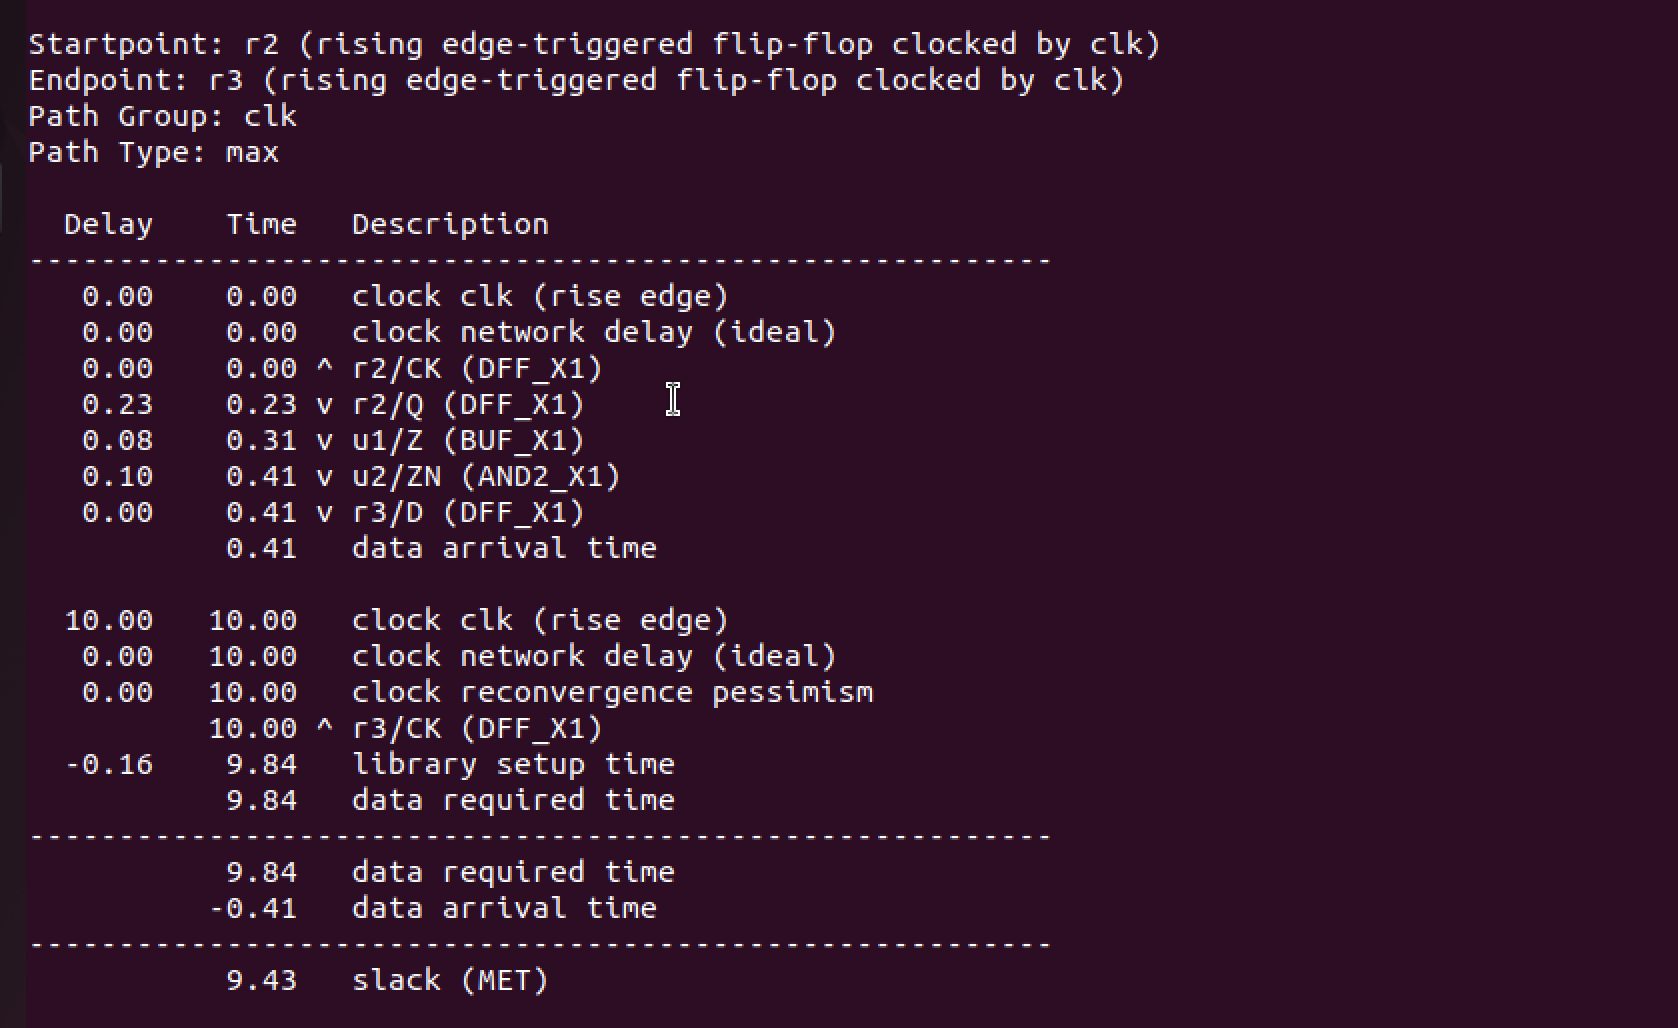 Startpoint: r2 (rising edge-triggered flip-flop clocked by clk)
Endpoint: r3 (rising edge-triggered flip-flop clocked by clk)
Path Group: clk
Path Type: max

  Delay    Time   Description
---------------------------------------------------------
   0.00    0.00   clock clk (rise edge)
   0.00    0.00   clock network delay (ideal)
   0.00    0.00 ^ r2/CK (DFF_X1)
   0.23    0.23 v r2/Q (DFF_X1)
   0.08    0.31 v u1/Z (BUF_X1)
   0.10    0.41 v u2/ZN (AND2_X1)
   0.00    0.41 v r3/D (DFF_X1)
           0.41   data arrival time

  10.00   10.00   clock clk (rise edge)
   0.00   10.00   clock network delay (ideal)
   0.00   10.00   clock reconvergence pessimism
          10.00 ^ r3/CK (DFF_X1)
  -0.16    9.84   library setup time
           9.84   data required time
---------------------------------------------------------
           9.84   data required time
          -0.41   data arrival time
---------------------------------------------------------
           9.43   slack (MET)